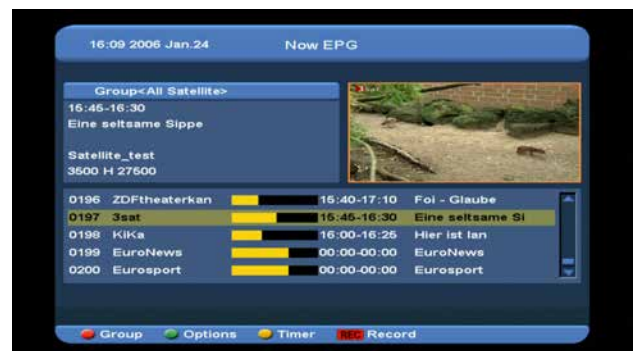 16:09 2006 Jan.24 Now EPG
Group<All Satellite>
15:45-16:30
Eine seltsame Sippe
Satellite_test
3500 H 27500
3sat
0196 ZDFtheaterkan 15:40-17:10 Foi - Glaube
0197 3sat 15:45-16:30 Eine seltsame Si
0198 KiKa 16:00-16:25 Hier ist Ian
0199 EuroNews 00:00-00:00 EuroNews
0200 Eurosport 00:00-00:00 Eurosport
Group Options Timer REC Record